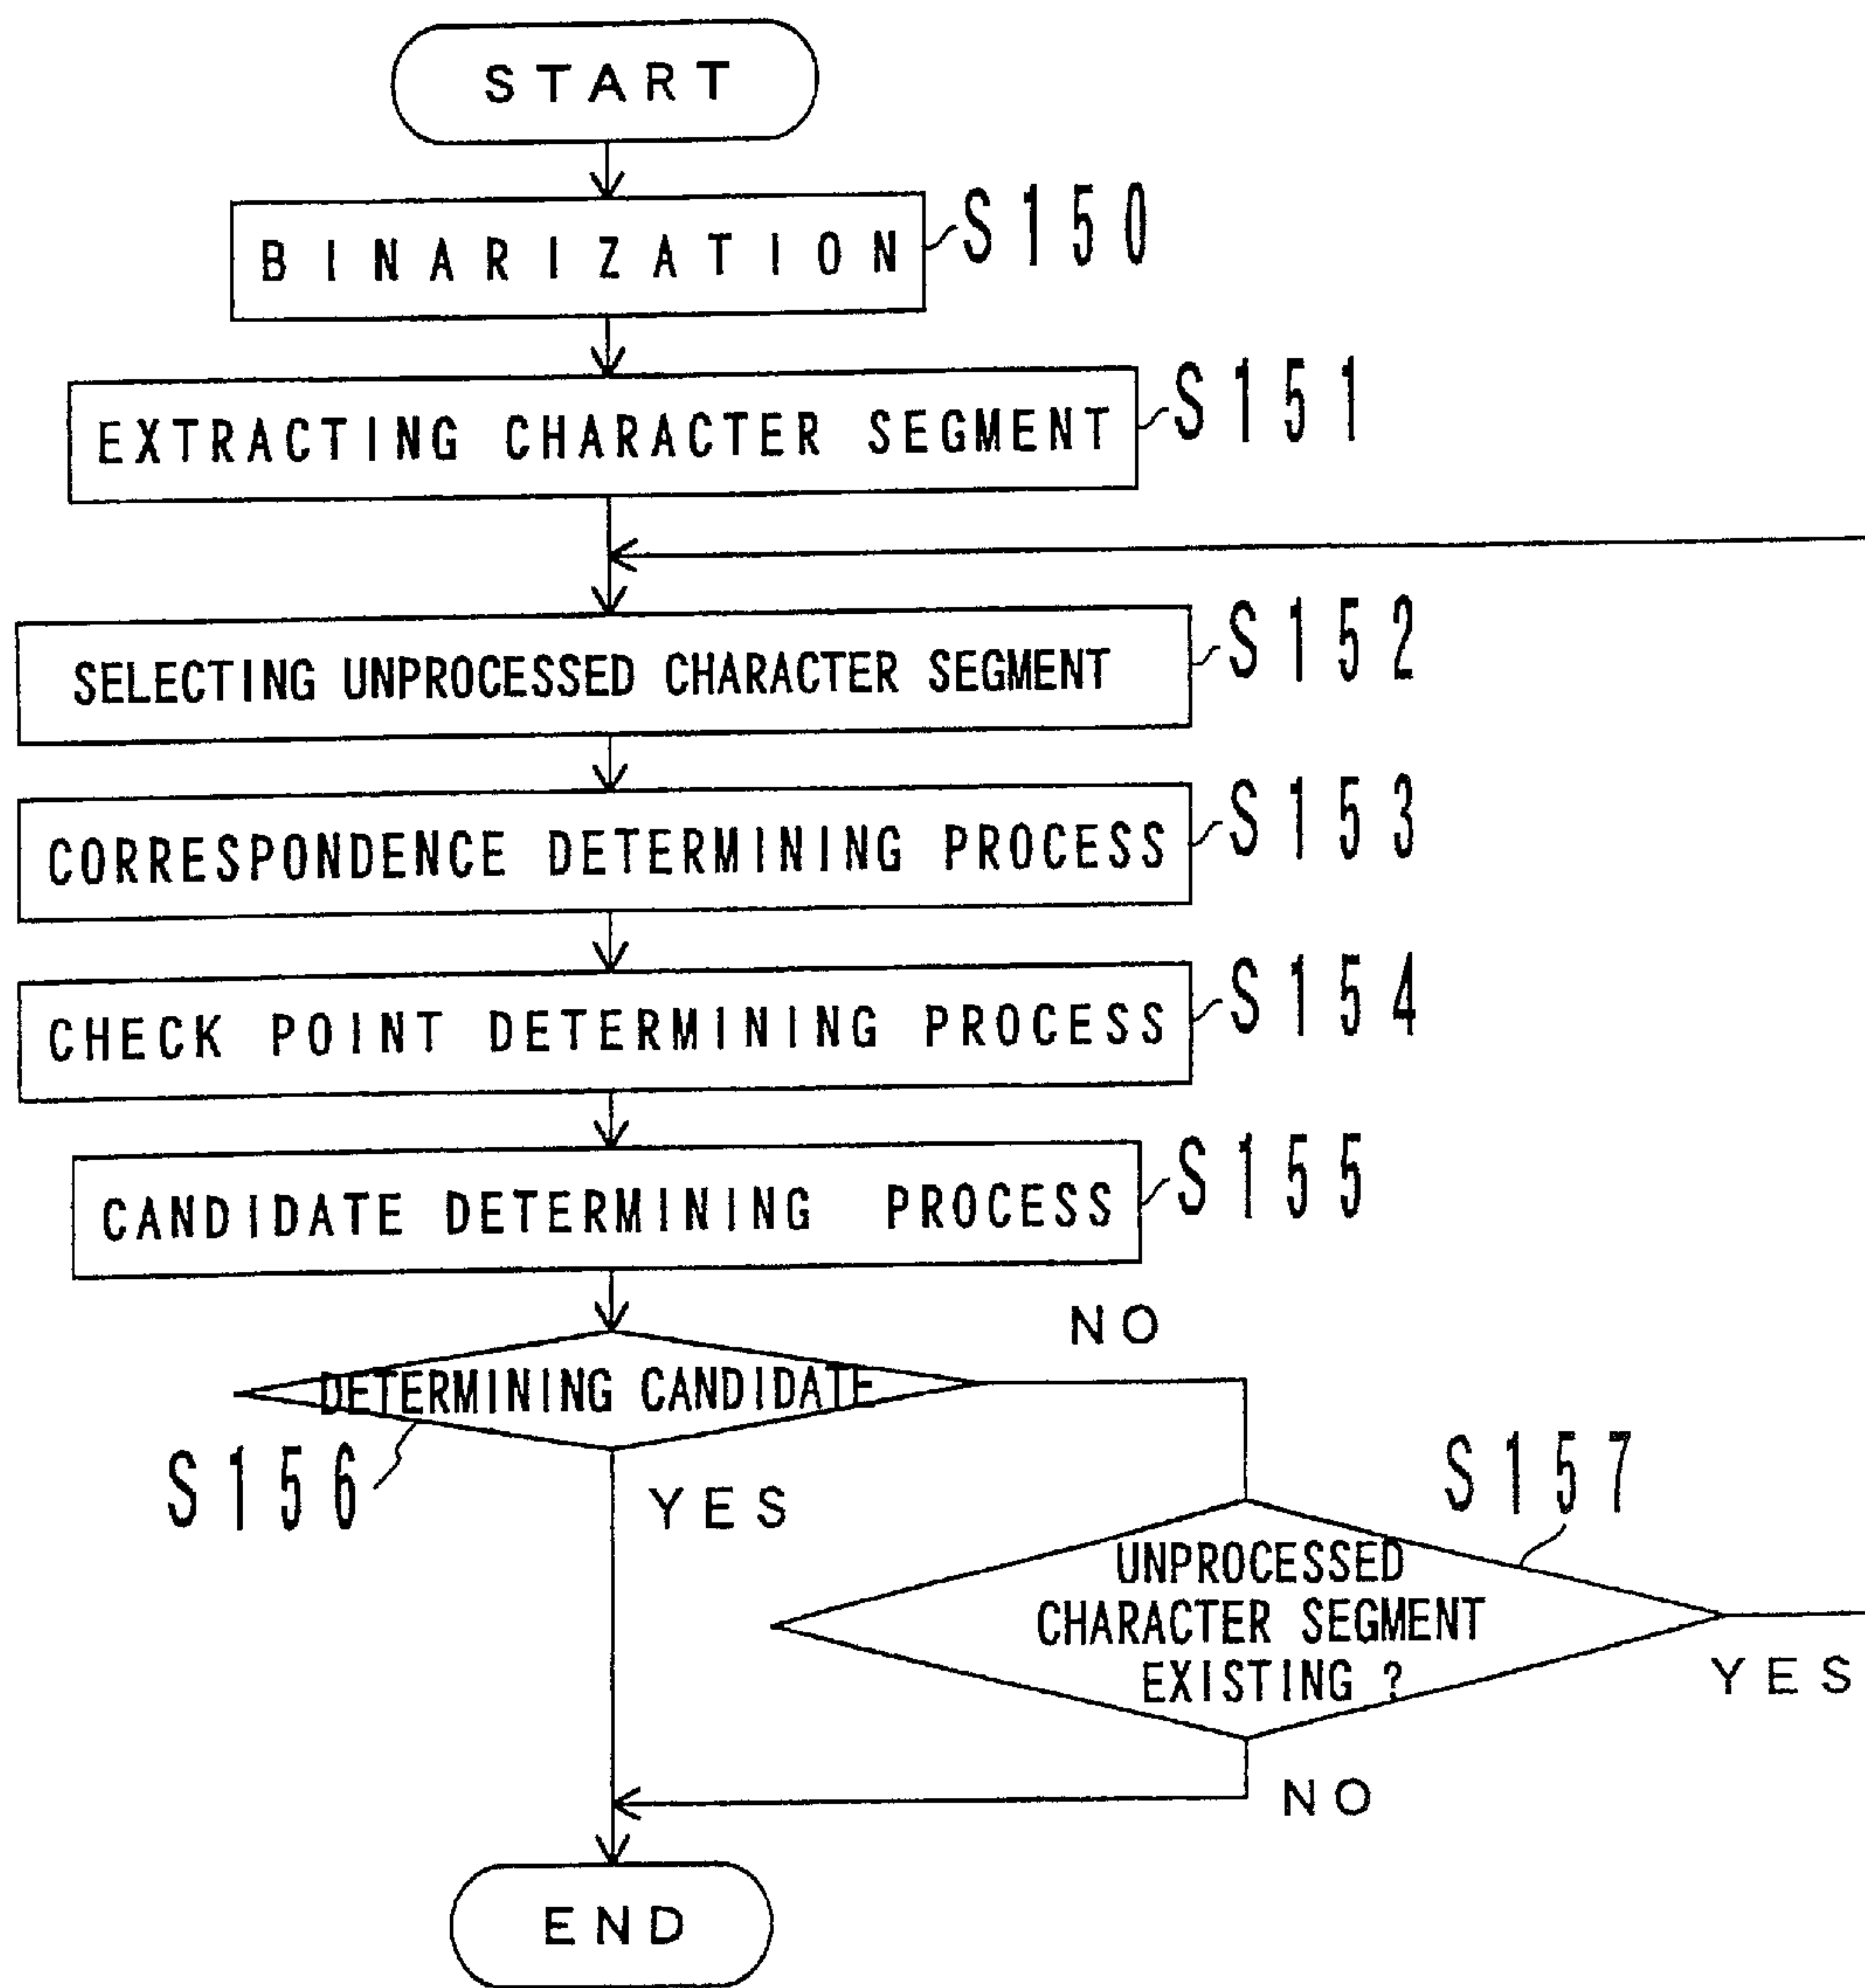 START
BINARIZATION
S150
EXTRACTING CHARACTER SEGMENT
S151
SELECTING UNPROCESSED CHARACTER SEGMENT
S152
CORRESPONDENCE DETERMINING PROCESS
S153
CHECK POINT DETERMINING PROCESS
S154
CANDIDATE DETERMINING PROCESS
S155
NO
DETERMINING CANDIDATE
S156
YES
S157
UNPROCESSED
CHARACTER SEGMENT
EXISTING ?
YES
NO
END